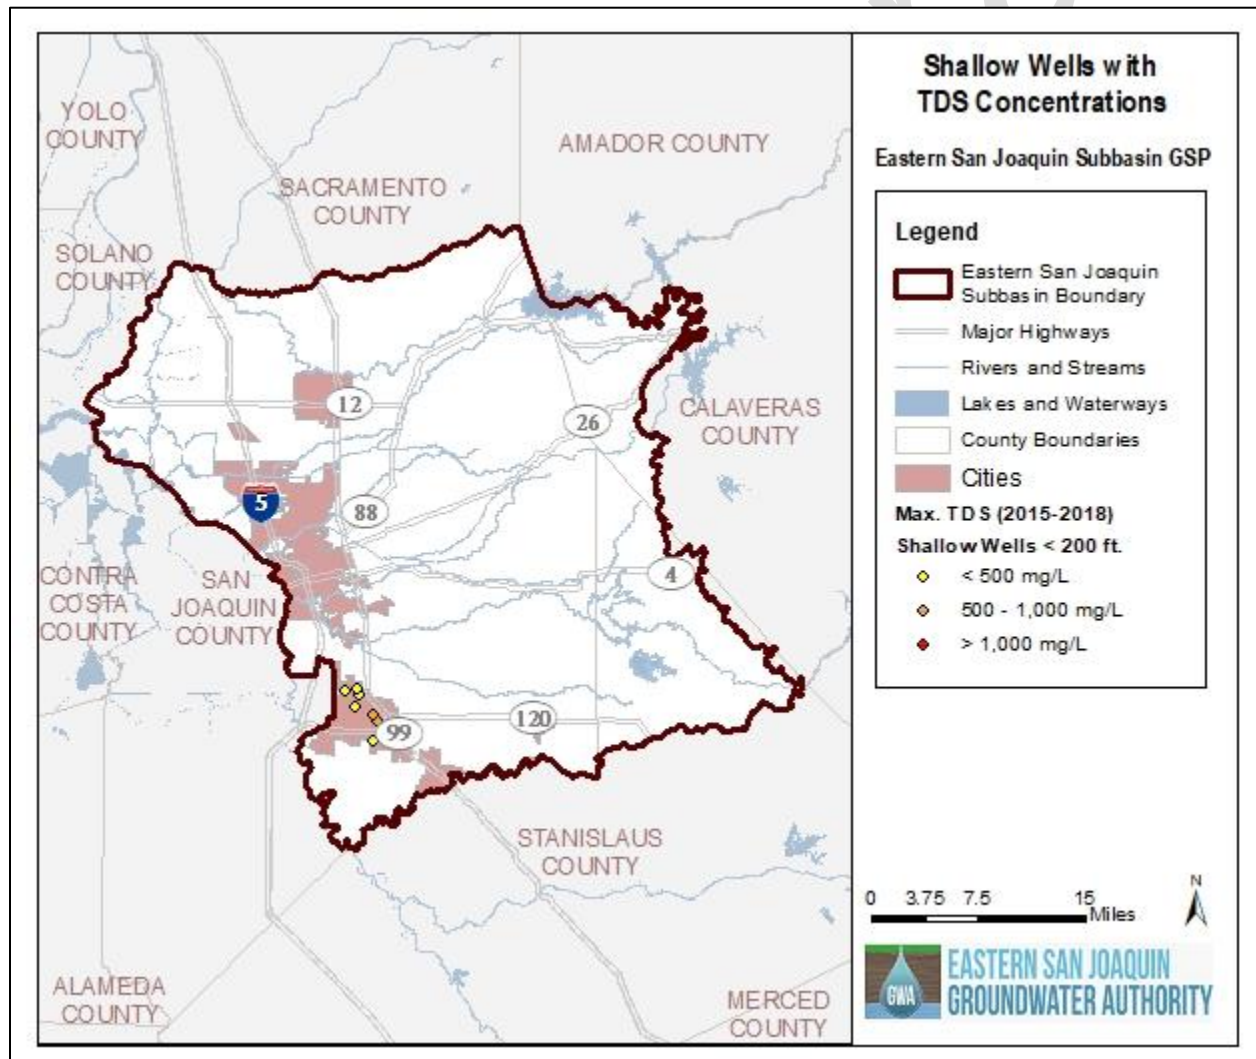 YOLO
COUNTY
AMADOR COUNTY
SACRAMENTO
COUNTY
SOLANO
COUNTY
12
26
CALAVERAS
COUNTY
5
88
CONTRA
COSTA
COUNTY
SAN
JOAQUIN
COUNTY
4
99
120
STANISLAUS
COUNTY
ALAMEDA
COUNTY
MERCED
COUNTY
Shallow Wells with
TDS Concentrations
Eastern San Joaquin Subbasin GSP
Legend
Eastern San Joaquin
Subbasin Boundary
Major Highways
Rivers and Streams
Lakes and Waterways
County Boundaries
Cities
Max. TDS (2015-2018)
Shallow Wells < 200 ft.
< 500 mg/L
500 - 1,000 mg/L
> 1,000 mg/L
N
0 3.75 7.5 15
Miles
GWA
EASTERN SAN JOAQUIN
GROUNDWATER AUTHORITY